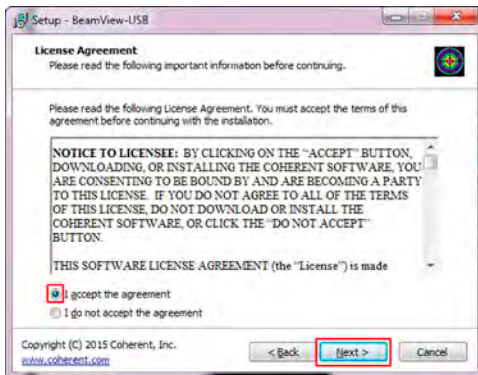 Setup - BeamView-USB
License Agreement
Please read the following important information before continuing.
Please read the following License Agreement. You must accept the terms of this
agreement before continuing with the installation.
NOTICE TO LICENSEE: BY CLICKING ON THE "ACCEPT" BUTTON,
DOWNLOADING, OR INSTALLING THE COHERENT SOFTWARE, YOU
ARE CONSENTING TO BE BOUND BY AND ARE BECOMING A PARTY
TO THIS LICENSE. IF YOU DO NOT AGREE TO ALL OF THE TERMS
OF THIS LICENSE, DO NOT DOWNLOAD OR INSTALL THE
COHERENT SOFTWARE, OR CLICK THE "DO NOT ACCEPT"
BUTTON.
THIS SOFTWARE LICENSE AGREEMENT (the "License") is made
I accept the agreement
I do not accept the agreement
Copyright (C) 2015 Coherent, Inc.
www.coherent.com
< Back
Next >
Cancel